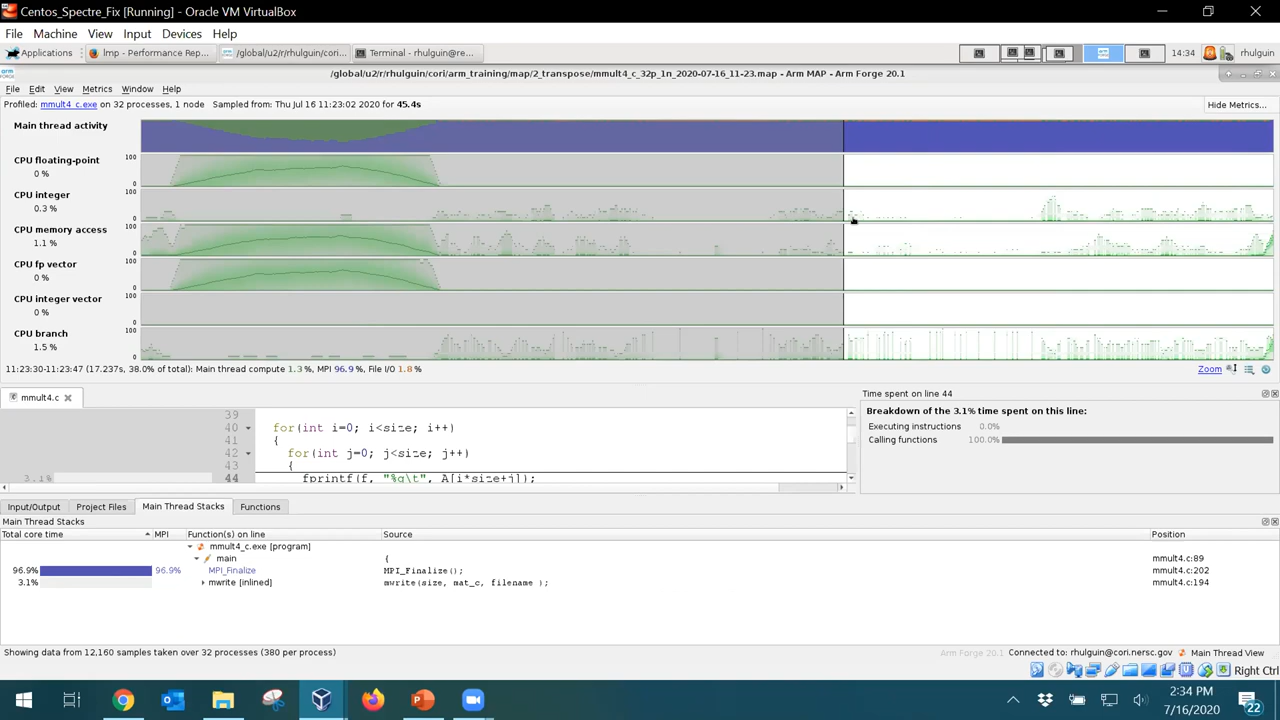 Centos_Spectre_Fix [Running] - Oracle VM VirtualBox
File Machine View Input Devices Help
Applications lmp - Performance Rep... /global/u2/r/rhulguin/cori... Terminal - rhulguin@re... 14:34 rhulguin
/global/u2/r/rhulguin/cori/arm_training/map/2_transpose/mmult4_c_32p_1n_2020-07-16_11-23.map - Arm MAP - Arm Forge 20.1
File Edit View Metrics Window Help
Profiled: mmult4_c.exe on 32 processes, 1 node Sampled from: Thu Jul 16 11:23:02 2020 for 45.4s Hide Metrics...
Main thread activity
CPU floating-point 100
0 % 0
CPU integer 100
0.3 % 0
CPU memory access 100
1.1 % 0
CPU fp vector 100
0 % 0
CPU integer vector 100
0 % 0
CPU branch 100
1.5 % 0
11:23:30-11:23:47 (17.237s, 38.0% of total): Main thread compute 1.3 %, MPI 96.9 %, File I/O 1.8 % Zoom
mmult4.c
39
40 for(int i=0; i<size; i++)
41 {
42 for(int j=0; j<size; j++)
43 {
3.1% 44 fprintf(f, "%g\t", A[i*size+j]);
Time spent on line 44
Breakdown of the 3.1% time spent on this line:
Executing instructions 0.0%
Calling functions 100.0%
Input/Output Project Files Main Thread Stacks Functions
Main Thread Stacks
Total core time MPI Function(s) on line Source Position
mmult4_c.exe [program]
main { mmult4.c:89
96.9% 96.9% MPI_Finalize MPI_Finalize(); mmult4.c:202
3.1% mwrite [inlined] mwrite(size, mat_c, filename ); mmult4.c:194
Showing data from 12,160 samples taken over 32 processes (380 per process) Arm Forge 20.1 Connected to: rhulguin@cori.nersc.gov Main Thread View
Right Ctrl
2:34 PM
7/16/2020
22